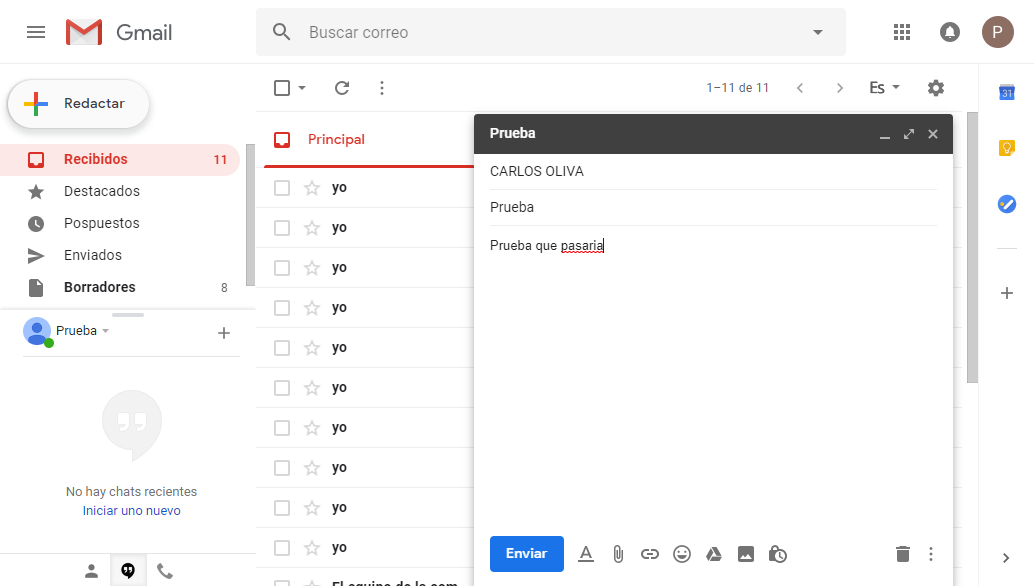 Gmail
Buscar correo
P
Redactar
1–11 de 11
Es
31
Recibidos 11
Destacados
Pospuestos
Enviados
Borradores 8
Prueba
No hay chats recientes
Iniciar uno nuevo
Principal
yo
yo
yo
yo
yo
yo
yo
yo
yo
yo
El equipo de la com
Prueba
CARLOS OLIVA
Prueba
Prueba que pasaria
Enviar